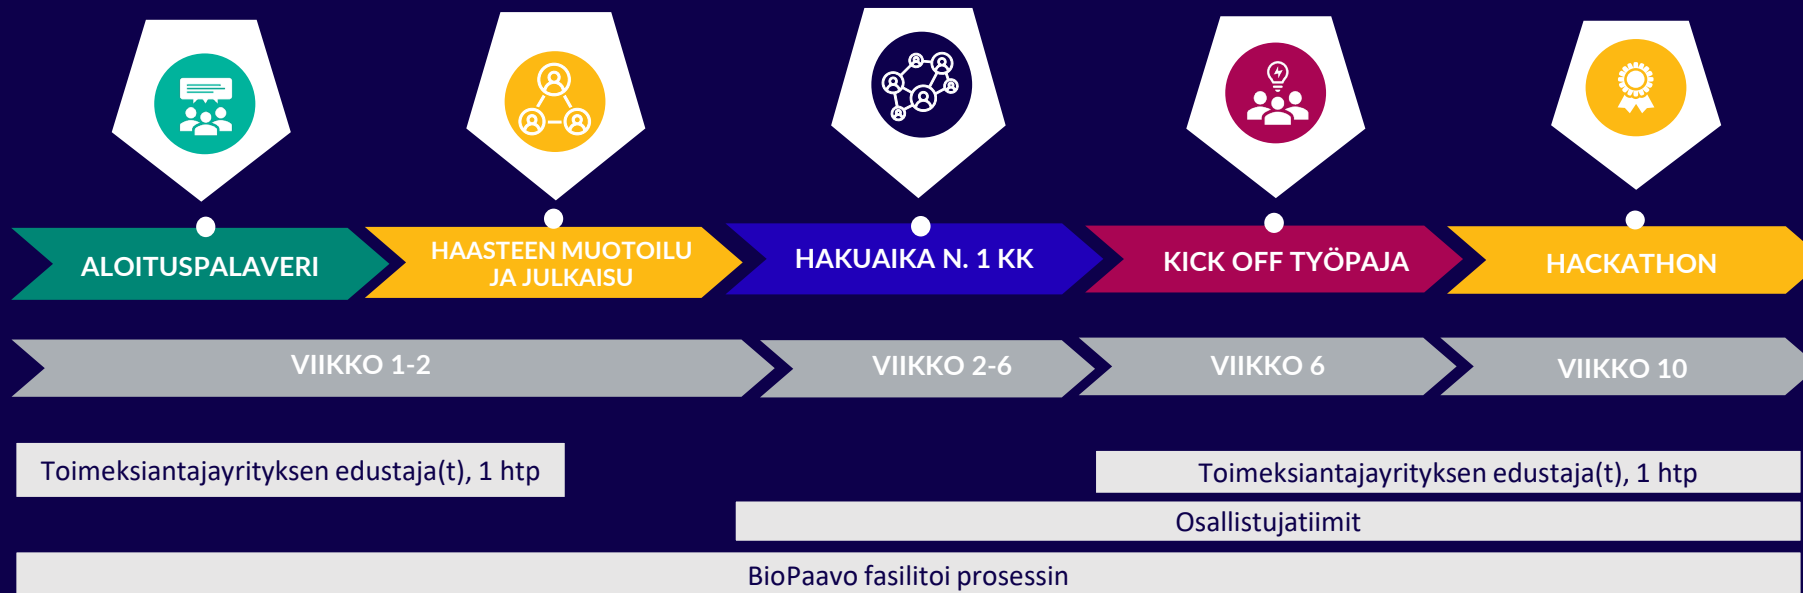 ALOITUSPALAVERI
HAASTEEN MUOTOILU
JA JULKAISU
HAKUAIKA N. 1 KK
KICK OFF TYÖPAJA
HACKATHON
VIIKKO 1-2
VIIKKO 2-6
VIIKKO 6
VIIKKO 10
Toimeksiantajayrityksen edustaja(t), 1 htp
Toimeksiantajayrityksen edustaja(t), 1 htp
Osallistujatiimit
BioPaavo fasilitoi prosessin